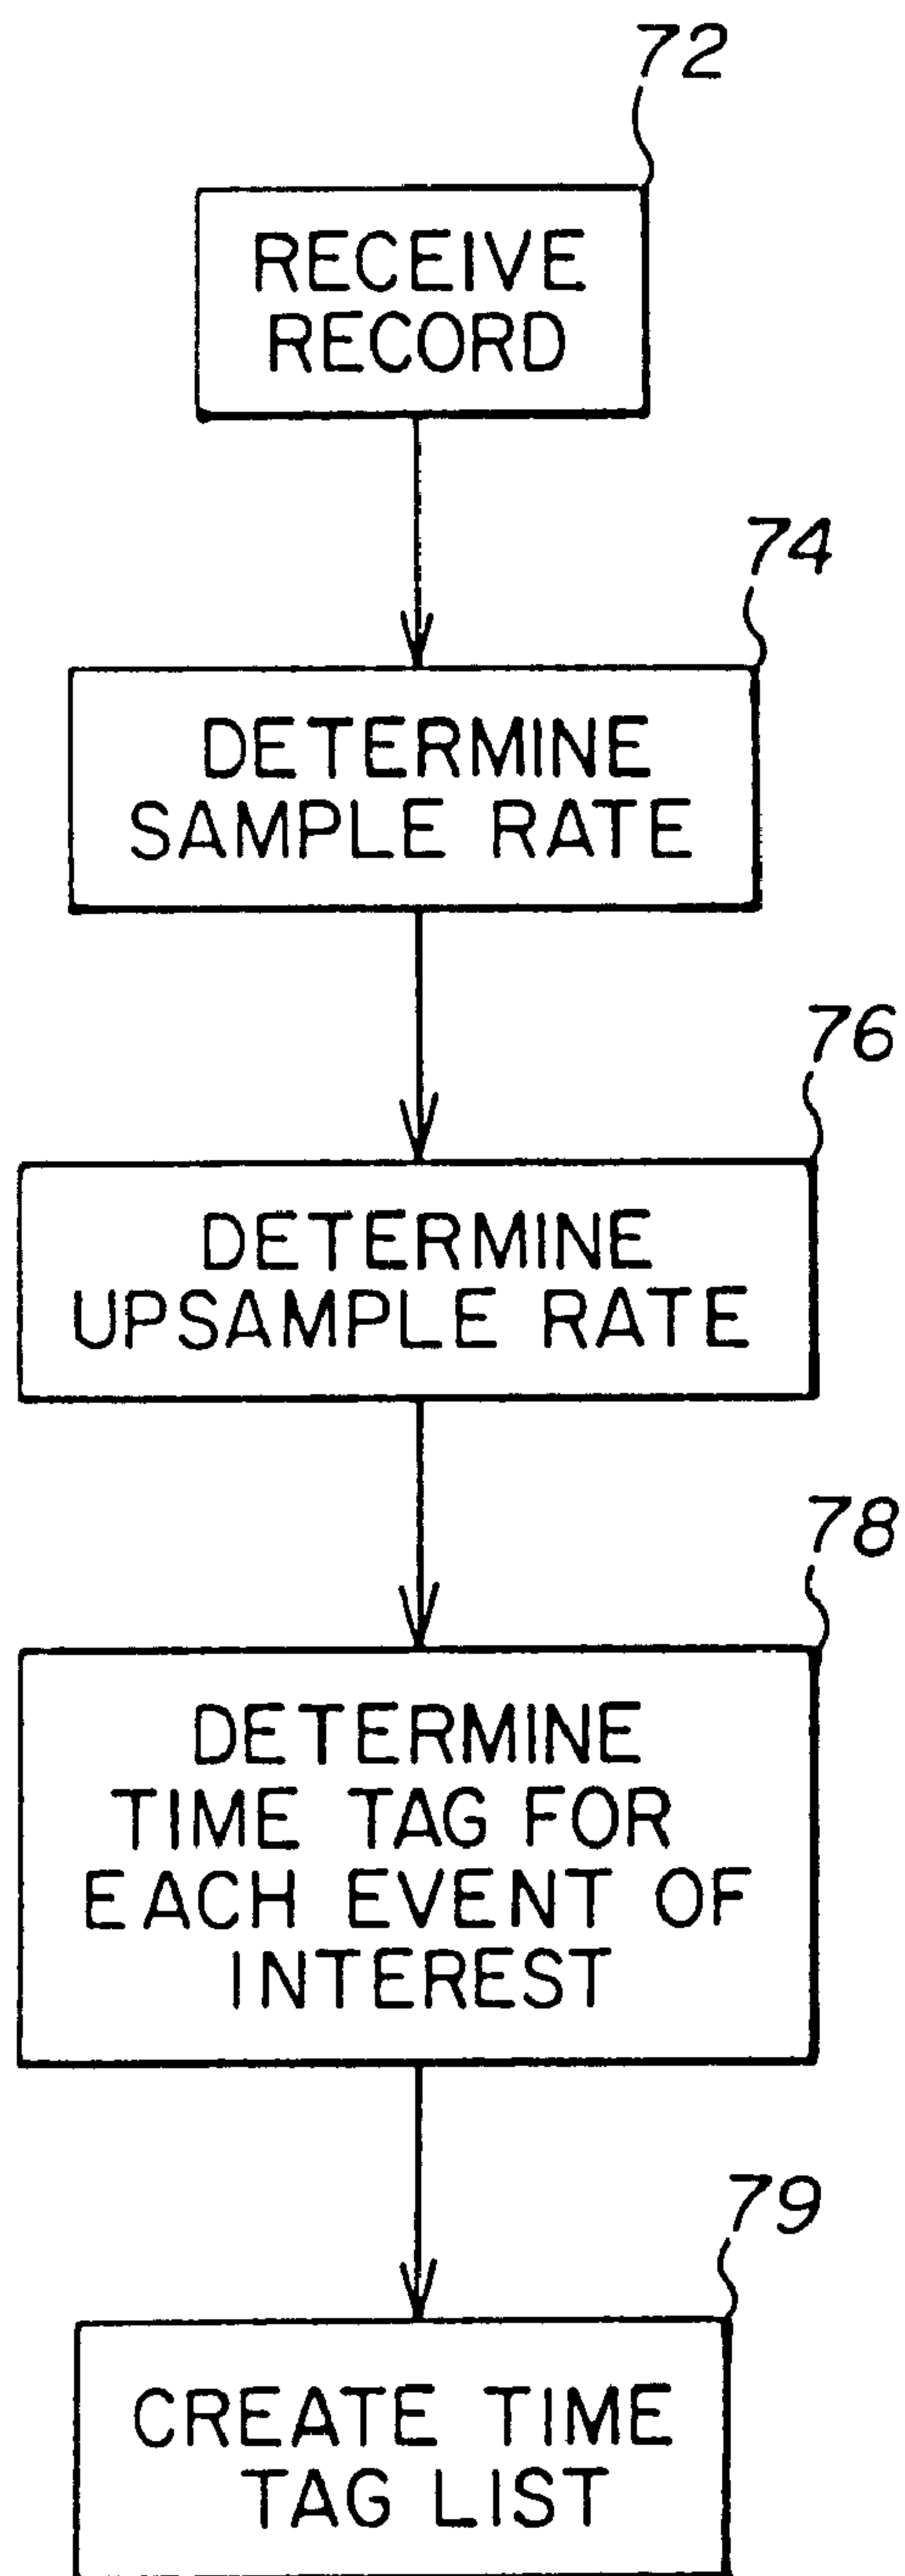 72
RECEIVE
RECORD
74
DETERMINE
SAMPLE RATE
76
DETERMINE
UPSAMPLE RATE
78
DETERMINE
TIME TAG FOR
EACH EVENT OF
INTEREST
79
CREATE TIME
TAG LIST